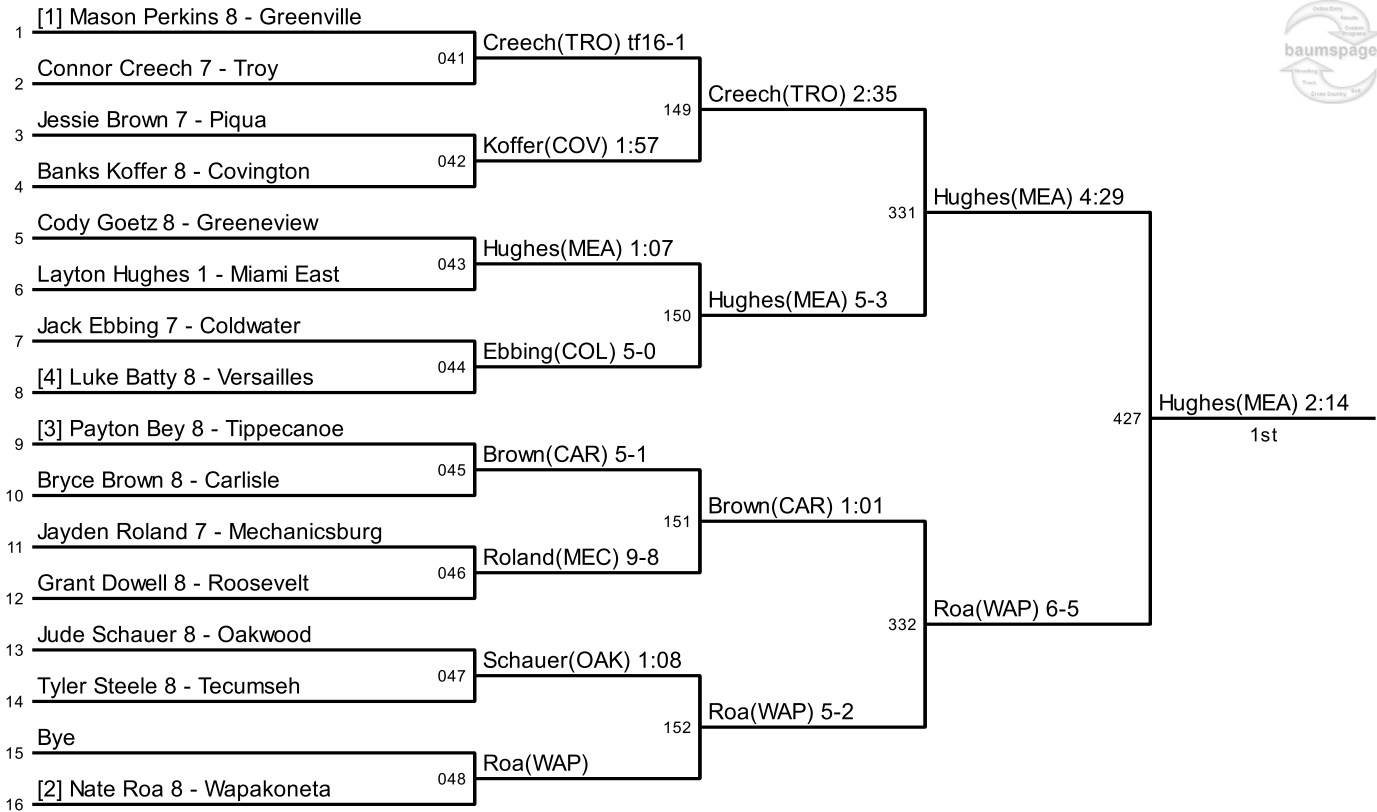 [1] Mason Perkins 8 - Greenville
1
Connor Creech 7 - Troy
2
041
Creech(TRO) tf16-1
Jessie Brown 7 - Piqua
3
Banks Koffer 8 - Covington
4
042
Koffer(COV) 1:57
149
Creech(TRO) 2:35
Cody Goetz 8 - Greeneview
5
Layton Hughes 1 - Miami East
6
043
Hughes(MEA) 1:07
Jack Ebbing 7 - Coldwater
7
[4] Luke Batty 8 - Versailles
8
044
Ebbing(COL) 5-0
150
Hughes(MEA) 5-3
331
Hughes(MEA) 4:29
[3] Payton Bey 8 - Tippecanoe
9
Bryce Brown 8 - Carlisle
10
045
Brown(CAR) 5-1
Jayden Roland 7 - Mechanicsburg
11
Grant Dowell 8 - Roosevelt
12
046
Roland(MEC) 9-8
151
Brown(CAR) 1:01
Jude Schauer 8 - Oakwood
13
Tyler Steele 8 - Tecumseh
14
047
Schauer(OAK) 1:08
Bye
15
[2] Nate Roa 8 - Wapakoneta
16
048
Roa(WAP)
152
Roa(WAP) 5-2
332
Roa(WAP) 6-5
427
Hughes(MEA) 2:14
1st
Online Entry
Results
baumspage
Wrestling
Track
Cross Country